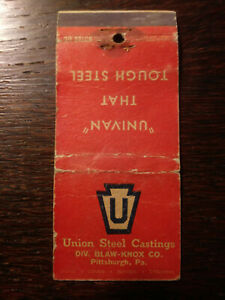 "UNIVAN"
THAT
TOUGH STEEL
U
Union Steel Castings
DIV. BLAW-KNOX CO.
Pittsburgh, Pa.